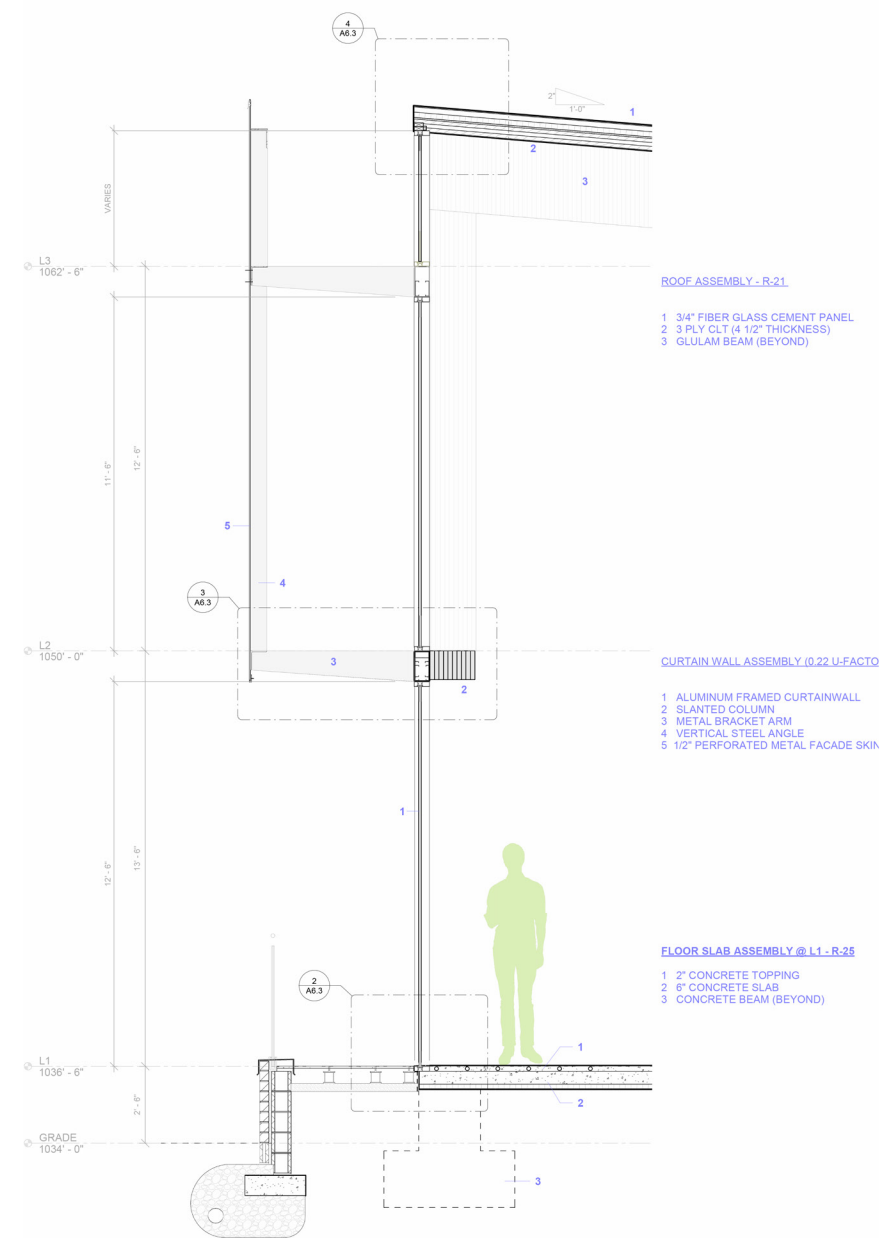 4
A6.3
2"
1'-0"
1
2
3
VARIES
L3
1062' - 6"
ROOF ASSEMBLY - R-21
1 3/4" FIBER GLASS CEMENT PANEL
2 3 PLY CLT (4 1/2" THICKNESS)
3 GLULAM BEAM (BEYOND)
11' - 6"
12' - 6"
5
4
3
A6.3
L2
1050' - 0"
3
2
CURTAIN WALL ASSEMBLY (0.22 U-FACTO
1 ALUMINUM FRAMED CURTAINWALL
2 SLANTED COLUMN
3 METAL BRACKET ARM
4 VERTICAL STEEL ANGLE
5 1/2" PERFORATED METAL FACADE SKIN
1
12' - 6"
13' - 6"
FLOOR SLAB ASSEMBLY @ L1 - R-25
1 2" CONCRETE TOPPING
2 6" CONCRETE SLAB
3 CONCRETE BEAM (BEYOND)
2
A6.3
1
L1
1036' - 6"
2
2' - 6"
GRADE
1034' - 0"
3